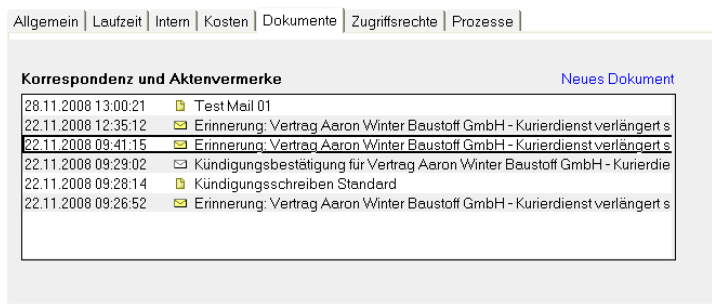 Allgemein Laufzeit Intern Kosten Dokumente Zugriffsrechte Prozesse
Korrespondenz und Aktenvermerke Neues Dokument
28.11.2008 13:00:21 Test Mail 01
22.11.2008 12:35:12 Erinnerung: Vertrag Aaron Winter Baustoff GmbH - Kurierdienst verlängert s
22.11.2008 09:41:15 Erinnerung: Vertrag Aaron Winter Baustoff GmbH - Kurierdienst verlängert s
22.11.2008 09:29:02 Kündigungsbestätigung für Vertrag Aaron Winter Baustoff GmbH - Kurierdie
22.11.2008 09:28:14 Kündigungsschreiben Standard
22.11.2008 09:26:52 Erinnerung: Vertrag Aaron Winter Baustoff GmbH - Kurierdienst verlängert s